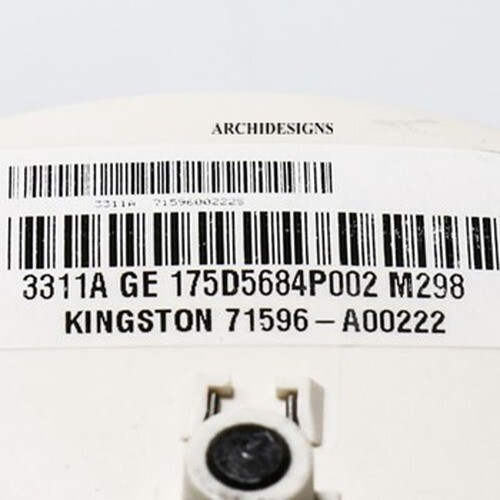 ARCHIDESIGNS
3311A 71596002228
3311A GE 175D5684P002 M298
KINGSTON 71596-A00222